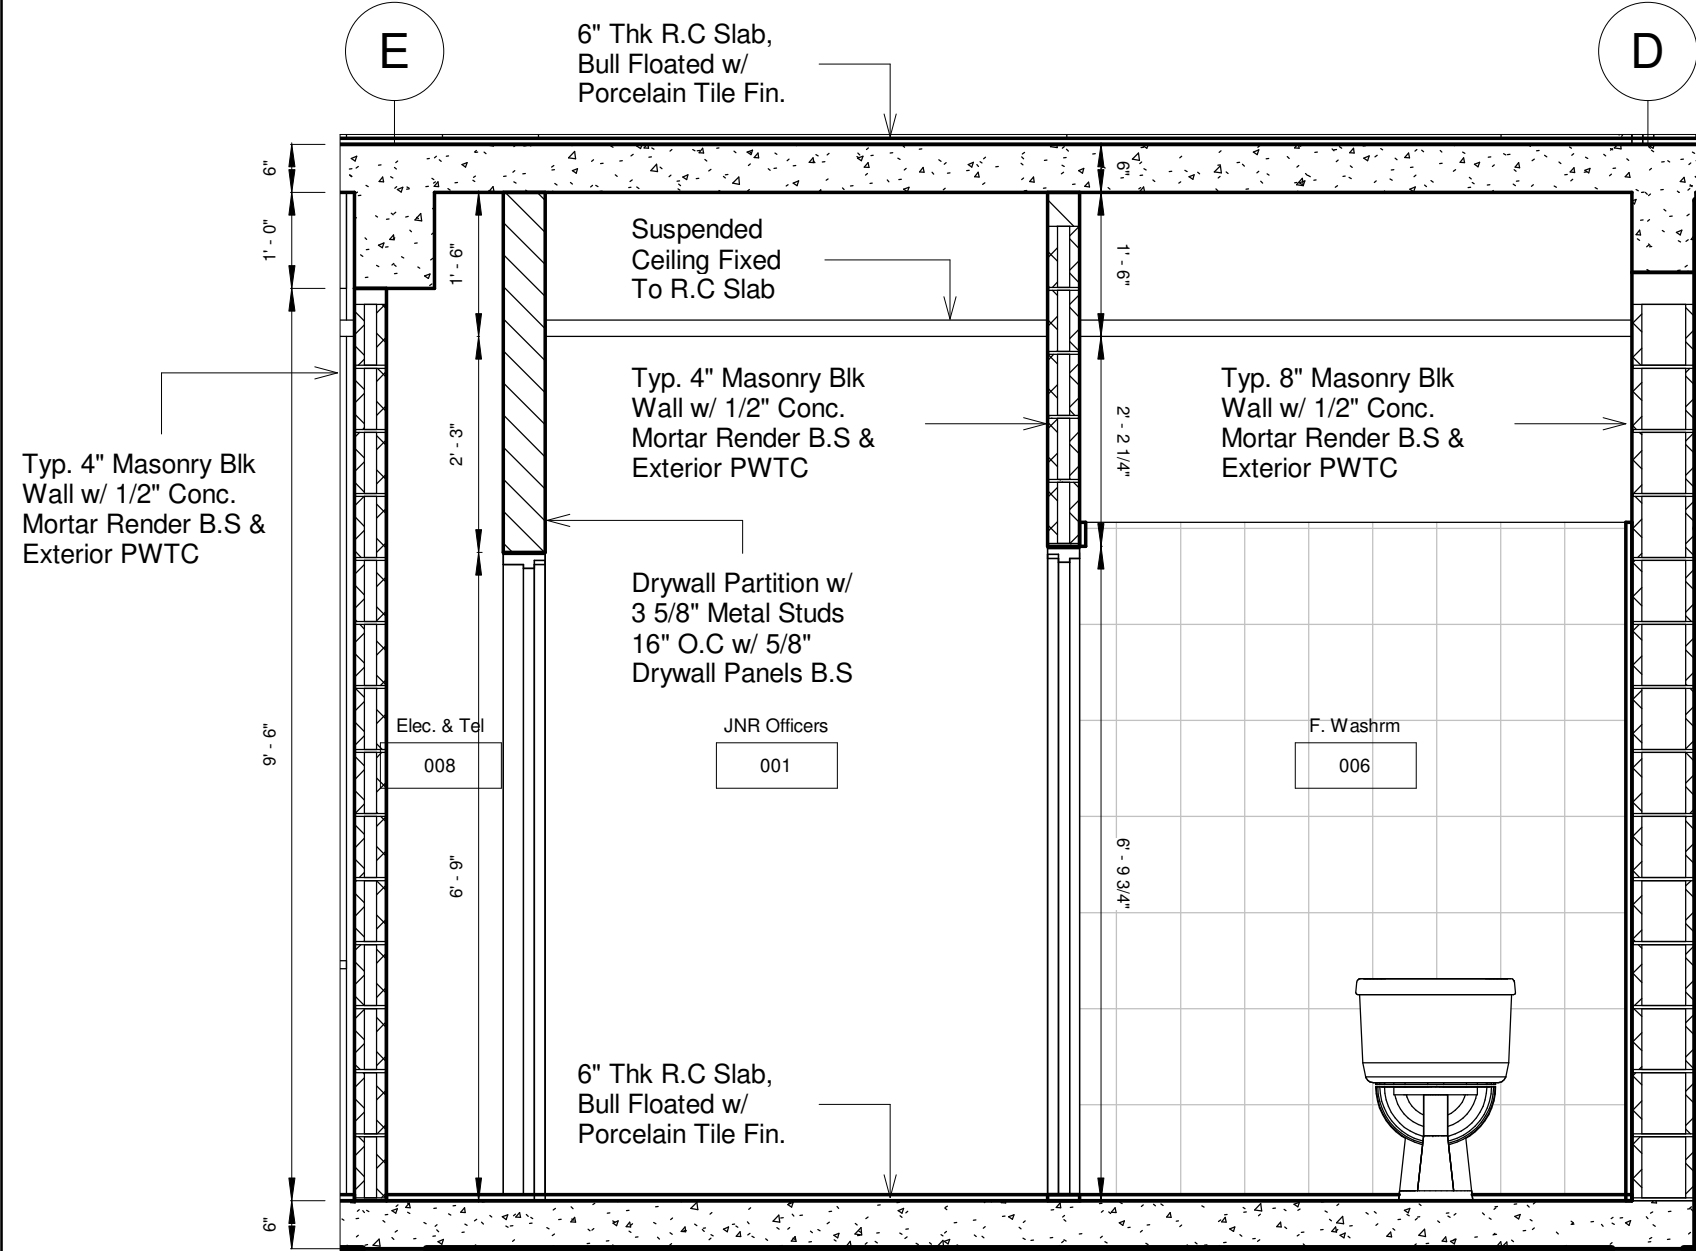 E
D
6" Thk R.C Slab,
Bull Floated w/
Porcelain Tile Fin.
6"
6"
1' - 0"
1' - 6"
1' - 6"
Suspended
Ceiling Fixed
To R.C Slab
Typ. 4" Masonry Blk
Wall w/ 1/2" Conc.
Mortar Render B.S &
Exterior PWTC
Typ. 4" Masonry Blk
Wall w/ 1/2" Conc.
Mortar Render B.S &
Exterior PWTC
Typ. 8" Masonry Blk
Wall w/ 1/2" Conc.
Mortar Render B.S &
Exterior PWTC
2' - 3"
2' - 2 1/4"
Drywall Partition w/
3 5/8" Metal Studs
16" O.C w/ 5/8"
Drywall Panels B.S
9' - 6"
Elec. & Tel
008
JNR Officers
001
F. Washrm
006
6' - 9"
6' - 9 3/4"
6" Thk R.C Slab,
Bull Floated w/
Porcelain Tile Fin.
6"